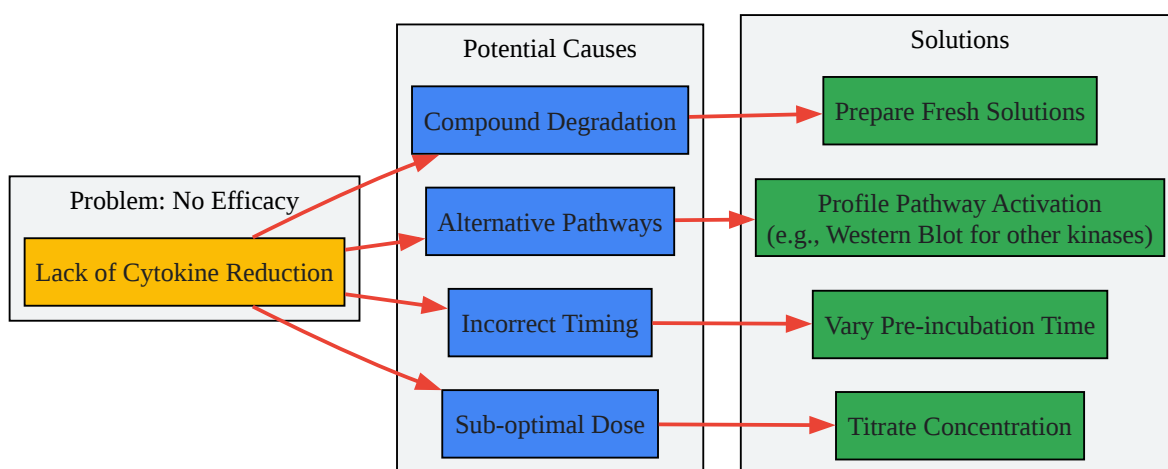 Problem: No Efficacy
Lack of Cytokine Reduction
Potential Causes
Compound Degradation
Alternative Pathways
Incorrect Timing
Sub-optimal Dose
Solutions
Prepare Fresh Solutions
Profile Pathway Activation
(e.g., Western Blot for other kinases)
Vary Pre-incubation Time
Titrate Concentration